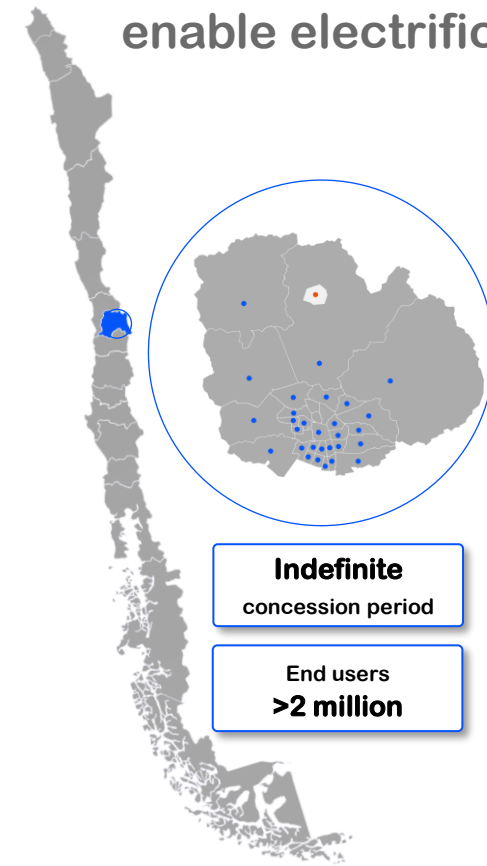 enable electrific
Indefinite
concession period
End users
>2 million